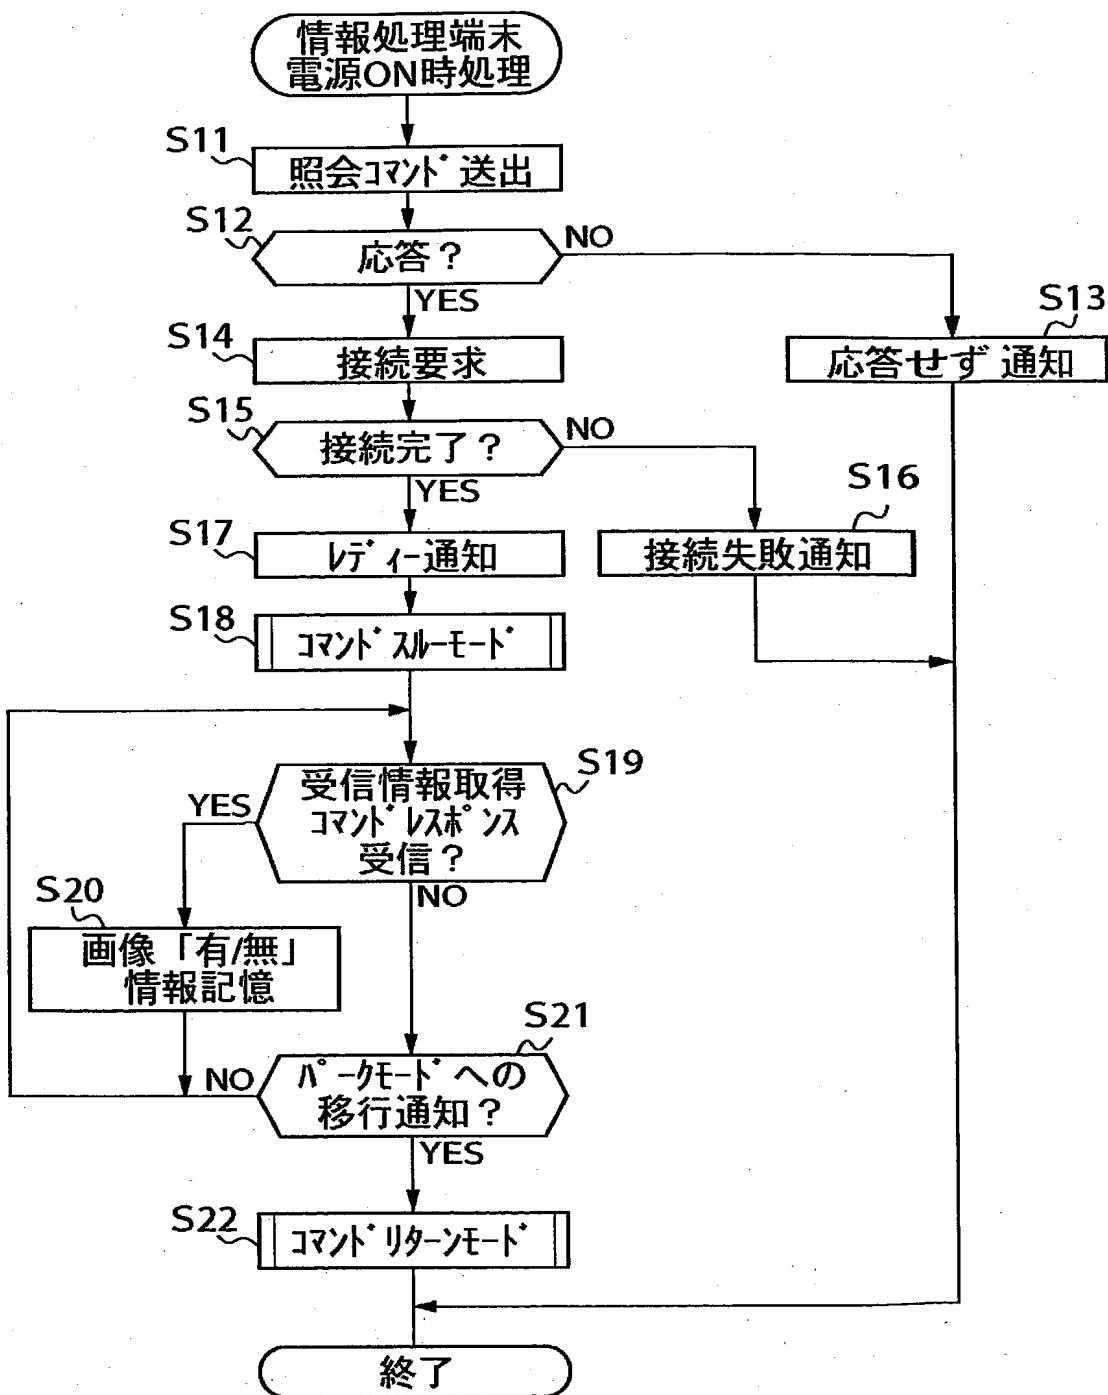 情報処理端末
電源ON時処理
S11
照会ｺﾏﾝﾄﾞ送出
S12
応答？
NO
YES
S13
応答せず通知
S14
接続要求
S15
接続完了？
NO
YES
S16
接続失敗通知
S17
ﾚﾃﾞｨｰ通知
S18
ｺﾏﾝﾄﾞｽﾙｰﾓｰﾄﾞ
S19
受信情報取得
ｺﾏﾝﾄﾞﾚｽﾎﾟﾝｽ
受信？
YES
NO
S20
画像「有/無」
情報記憶
S21
ﾊﾟｰｸﾓｰﾄﾞへの
移行通知？
NO
YES
S22
ｺﾏﾝﾄﾞﾘﾀｰﾝﾓｰﾄﾞ
終了